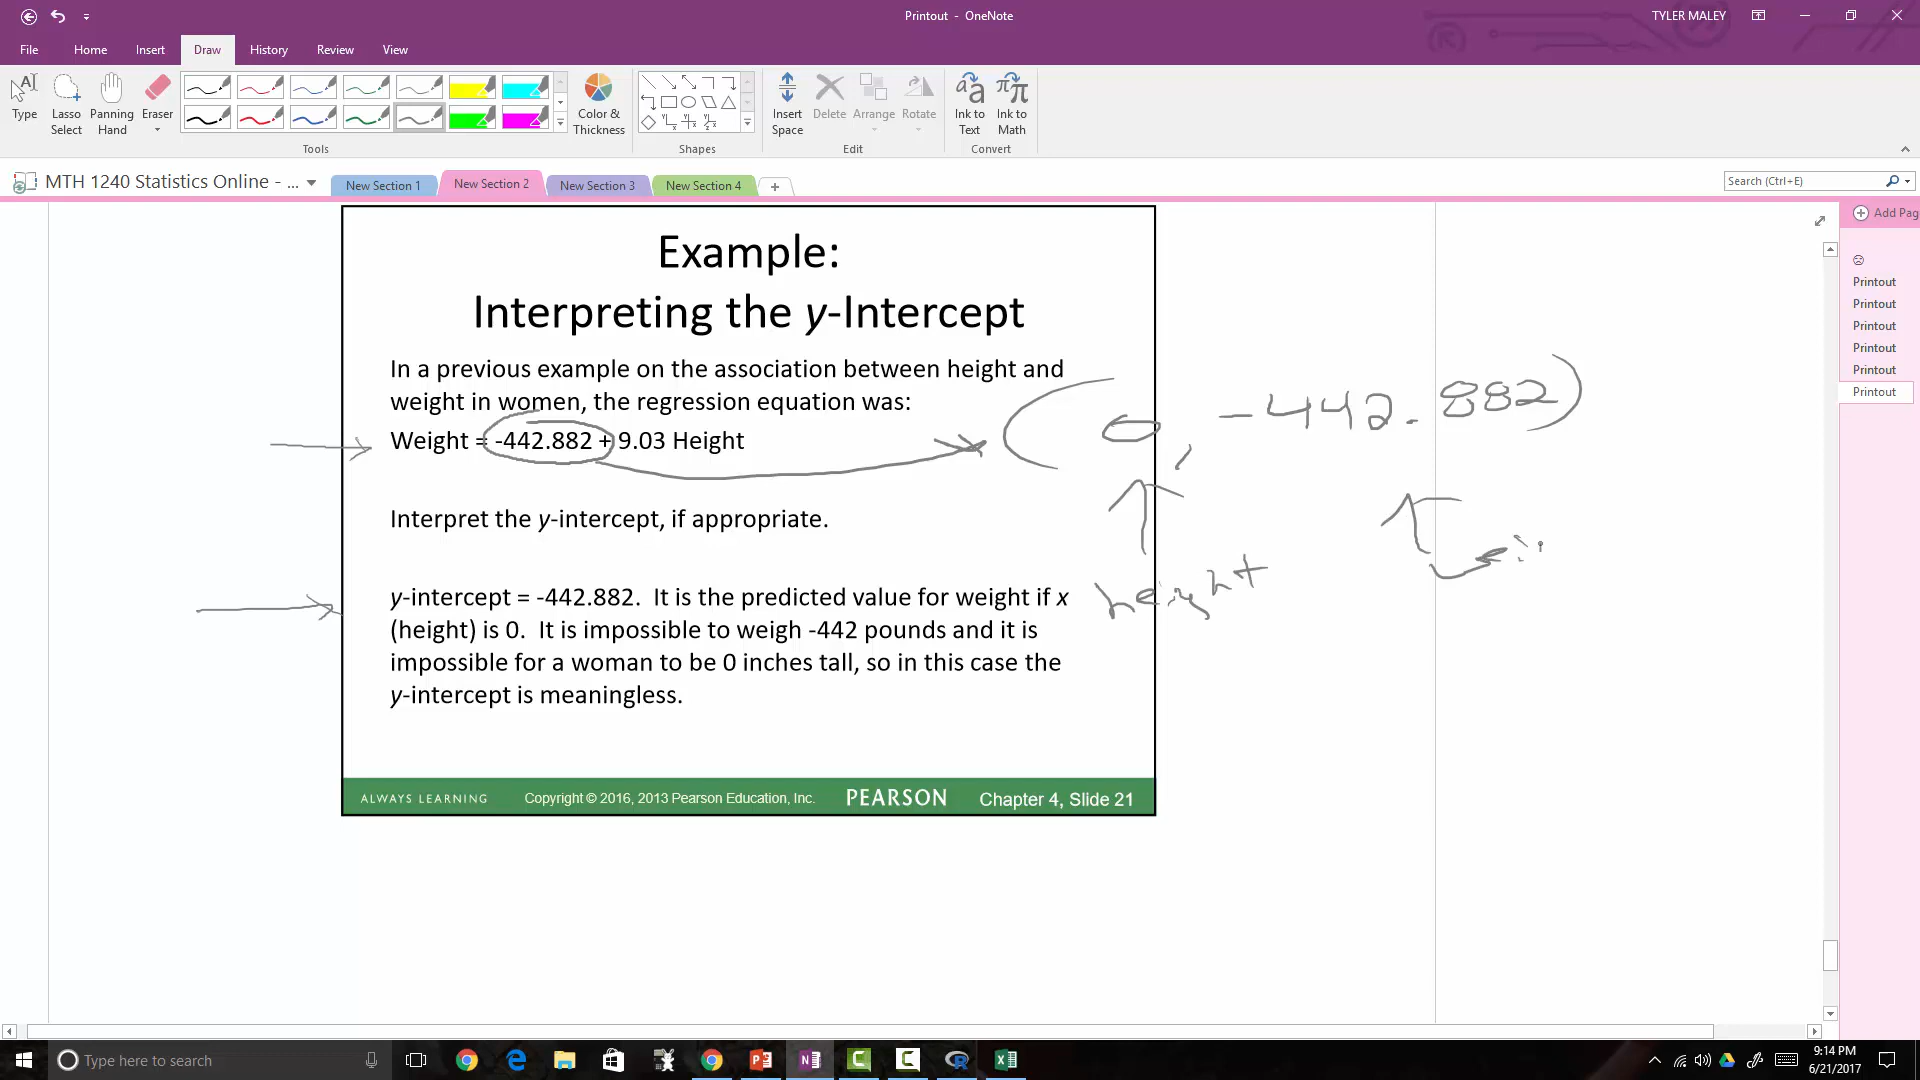 Printout - OneNote
TYLER MALEY
File Home Insert Draw History Review View
Type
Lasso Select
Panning Hand
Eraser
Color & Thickness
Insert Space
Delete
Arrange
Rotate
Ink to Text
Ink to Math
Tools
Shapes
Edit
Convert
MTH 1240 Statistics Online - ...
New Section 1
New Section 2
New Section 3
New Section 4
Search (Ctrl+E)
Add Pag
Printout
Printout
Printout
Printout
Printout
Printout
Example:
Interpreting the y-Intercept
In a previous example on the association between height and
weight in women, the regression equation was:
Weight = -442.882 + 9.03 Height
(0, -442.882)
Interpret the y-intercept, if appropriate.
height
y-intercept = -442.882. It is the predicted value for weight if x
(height) is 0. It is impossible to weigh -442 pounds and it is
impossible for a woman to be 0 inches tall, so in this case the
y-intercept is meaningless.
ALWAYS LEARNING
Copyright © 2016, 2013 Pearson Education, Inc.
PEARSON
Chapter 4, Slide 21
Type here to search
9:14 PM
6/21/2017